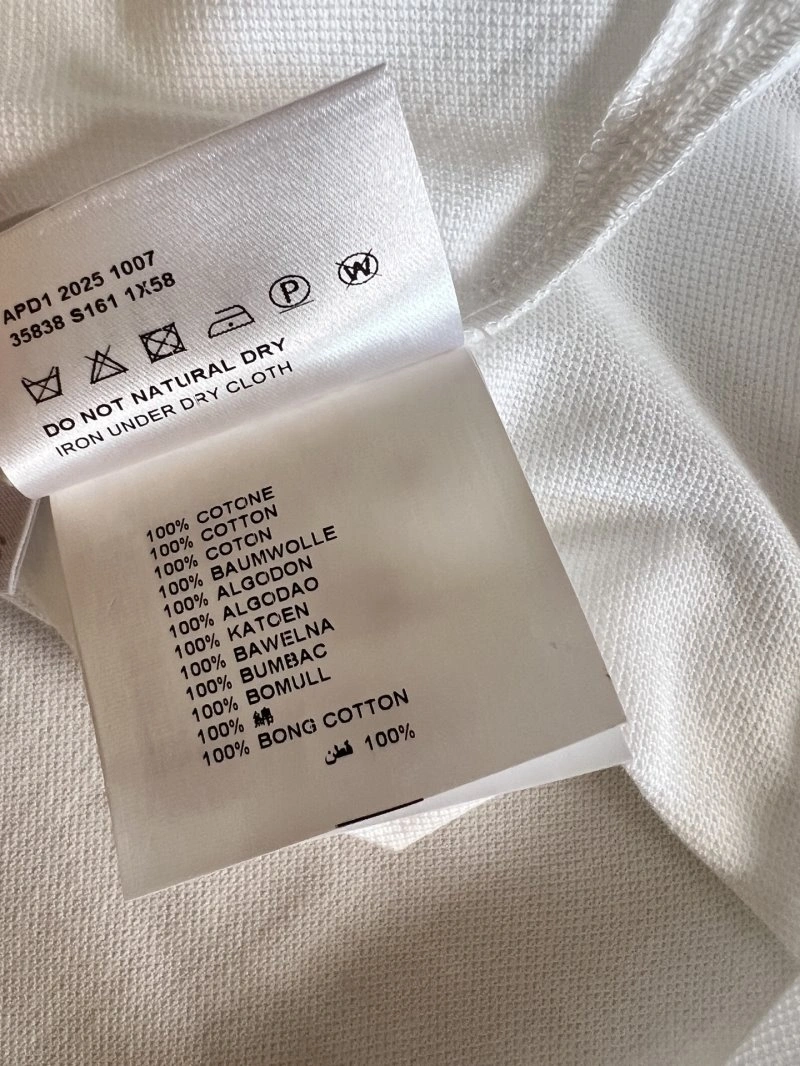 APD1 2025 1007
35838 S161 1X58
P W
DO NOT NATURAL DRY
IRON UNDER DRY CLOTH
100% COTONE
100% COTTON
100% COTON
100% BAUMWOLLE
100% ALGODON
100% ALGODAO
100% KATOEN
100% BAWELNA
100% BUMBAC
100% BOMULL
100% 綿
100% BONG COTTON
قطن 100%